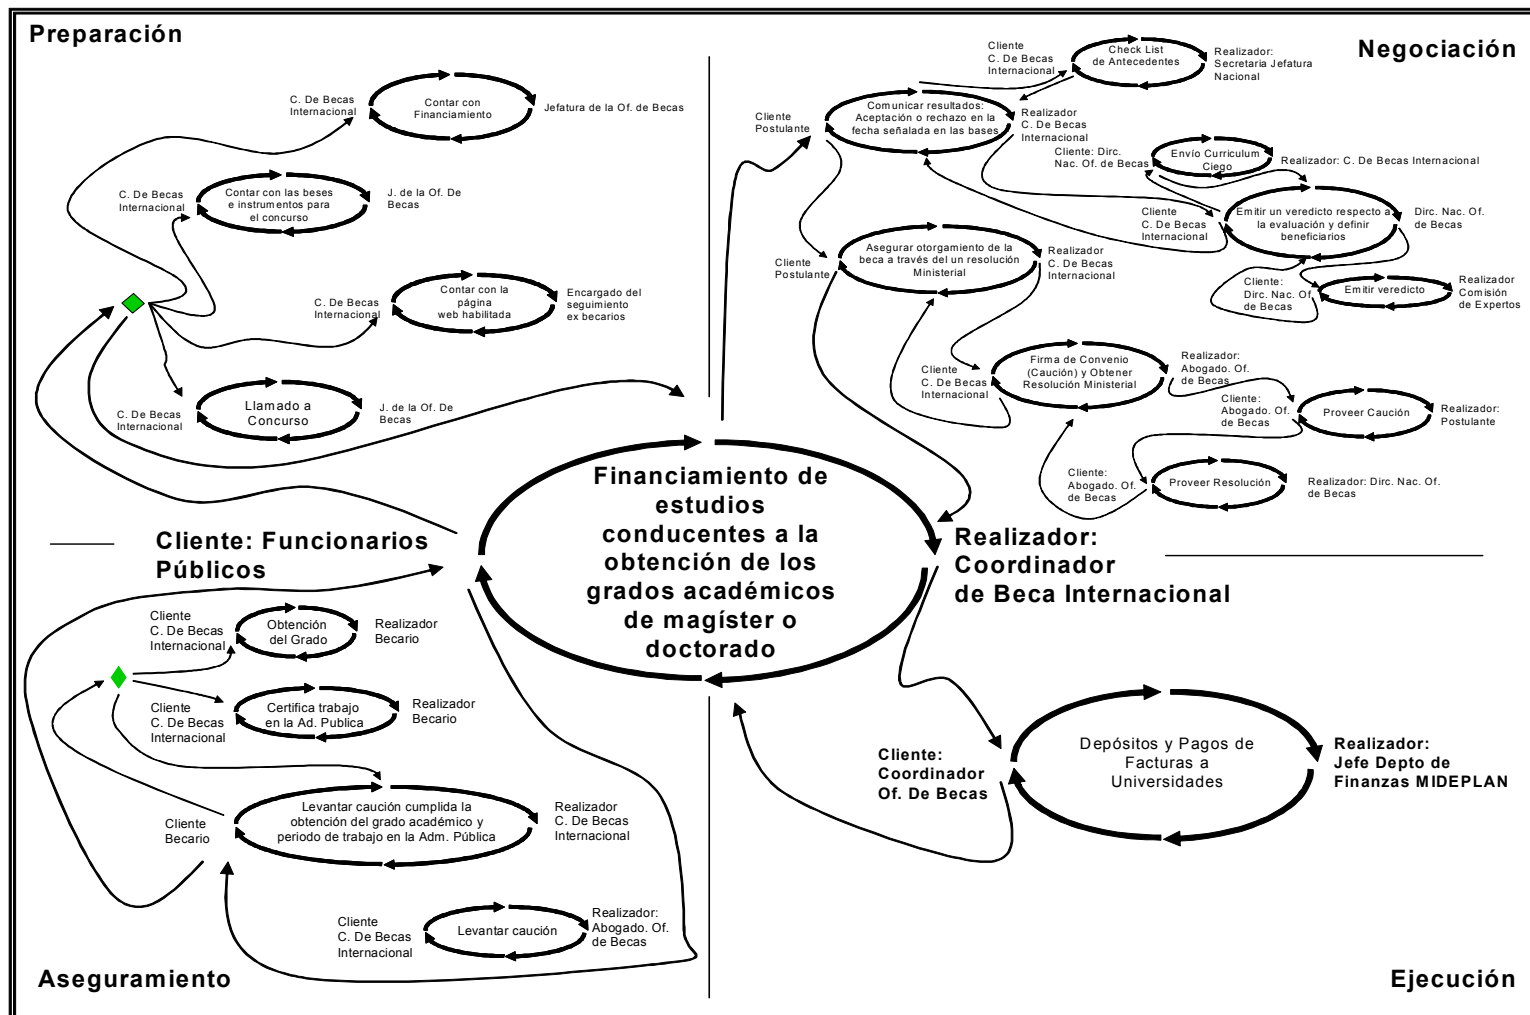 Preparación
C. De Becas
Internacional
Contar con
Financiamiento
Jefatura de la Of. de Becas
C. De Becas
Internacional
Contar con las beses
e instrumentos para
el concurso
J. de la Of. De
Becas
C. De Becas
Internacional
Contar con la
página
web habilitada
Encargado del
seguimiento
ex becarios
C. De Becas
Internacional
Llamado a
Concurso
J. de la Of. De
Becas
Negociación
Cliente
C. De Becas
Internacional
Check List
de Antecedentes
Realizador:
Secretaria Jefatura
Nacional
Cliente
Postulante
Comunicar resultados:
Aceptación o rechazo en la
fecha señalada en las bases
Realizador
C. De Becas
Internacional
Cliente: Dirc.
Nac. Of. de Becas
Envío Curriculum
Ciego
Realizador: C. De Becas Internacional
Cliente
C. De Becas
Internacional
Emitir un veredicto respecto a
la evaluación y definir
beneficiarios
Dirc. Nac. Of.
de Becas
Cliente
Postulante
Asegurar otorgamiento de la
beca a través del un resolución
Ministerial
Realizador
C. De Becas
Internacional
Cliente:
Dirc. Nac. Of.
de Becas
Emitir veredicto
Realizador
Comisión
de Expertos
Cliente
C. De Becas
Internacional
Firma de Convenio
(Caución) y Obtener
Resolución Ministerial
Realizador:
Abogado. Of.
de Becas
Cliente:
Abogado. Of.
de Becas
Proveer Caución
Realizador:
Postulante
Cliente:
Abogado. Of.
de Becas
Proveer Resolución
Realizador: Dirc. Nac. Of.
de Becas
Cliente: Funcionarios
Públicos
Financiamiento de
estudios
conducentes a la
obtención de los
grados académicos
de magíster o
doctorado
Realizador:
Coordinador
de Beca Internacional
Cliente
C. De Becas
Internacional
Obtención
del Grado
Realizador
Becario
Cliente
C. De Becas
Internacional
Certifica trabajo
en la Ad. Publica
Realizador
Becario
Cliente
Becario
Levantar caución cumplida la
obtención del grado académico y
periodo de trabajo en la Adm. Pública
Realizador
C. De Becas
Internacional
Cliente
C. De Becas
Internacional
Levantar caución
Realizador:
Abogado. Of.
de Becas
Aseguramiento
Cliente:
Coordinador
Of. De Becas
Depósitos y Pagos de
Facturas a
Universidades
Realizador:
Jefe Depto de
Finanzas MIDEPLAN
Ejecución